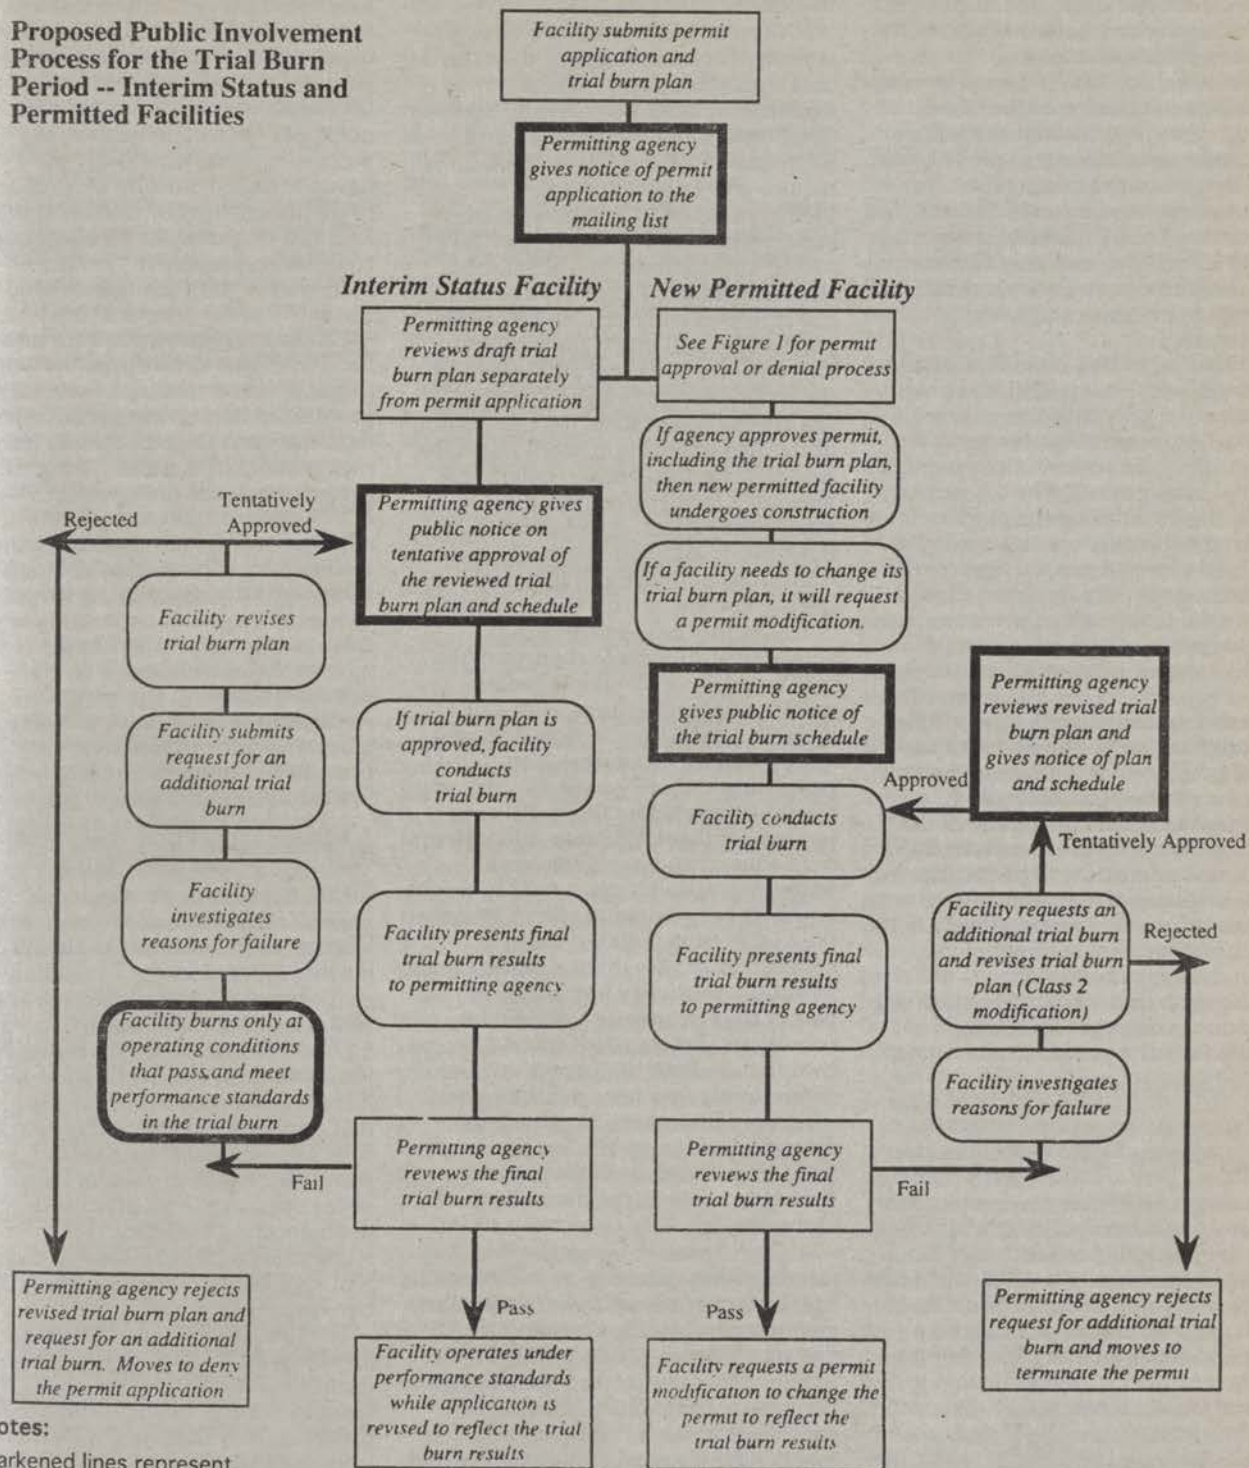 Proposed Public Involvement
Process for the Trial Burn
Period -- Interim Status and
Permitted Facilities
Facility submits permit
application and
trial burn plan
Permitting agency
gives notice of permit
application to the
mailing list
Interim Status Facility
New Permitted Facility
Permitting agency
reviews draft trial
burn plan separately
from permit application
See Figure 1 for permit
approval or denial process
If agency approves permit,
including the trial burn plan,
then new permitted facility
undergoes construction
Rejected
Tentatively
Approved
Permitting agency gives
public notice on
tentative approval of
the reviewed trial
burn plan and schedule
If a facility needs to change its
trial burn plan, it will request
a permit modification.
Facility revises
trial burn plan
Permitting agency
gives public notice of
the trial burn schedule
Permitting agency
reviews revised trial
burn plan and
gives notice of plan
and schedule
Facility submits
request for an
additional trial
burn
If trial burn plan is
approved, facility
conducts
trial burn
Approved
Facility conducts
trial burn
Tentatively Approved
Facility
investigates
reasons for failure
Facility presents final
trial burn results
to permitting agency
Facility presents final
trial burn results
to permitting agency
Facility requests an
additional trial burn
and revises trial burn
plan (Class 2
modification)
Rejected
Facility burns only at
operating conditions
that pass and meet
performance standards
in the trial burn
Facility investigates
reasons for failure
Fail
Permitting agency
reviews the final
trial burn results
Permitting agency
reviews the final
trial burn results
Fail
Permitting agency rejects
revised trial burn plan and
request for an additional
trial burn. Moves to deny
the permit application
Pass
Pass
Facility operates under
performance standards
while application is
revised to reflect the trial
burn results
Facility requests a permit
modification to change the
permit to reflect the
trial burn results
Permitting agency rejects
request for additional trial
burn and moves to
terminate the permit
otes:
arkened lines represent